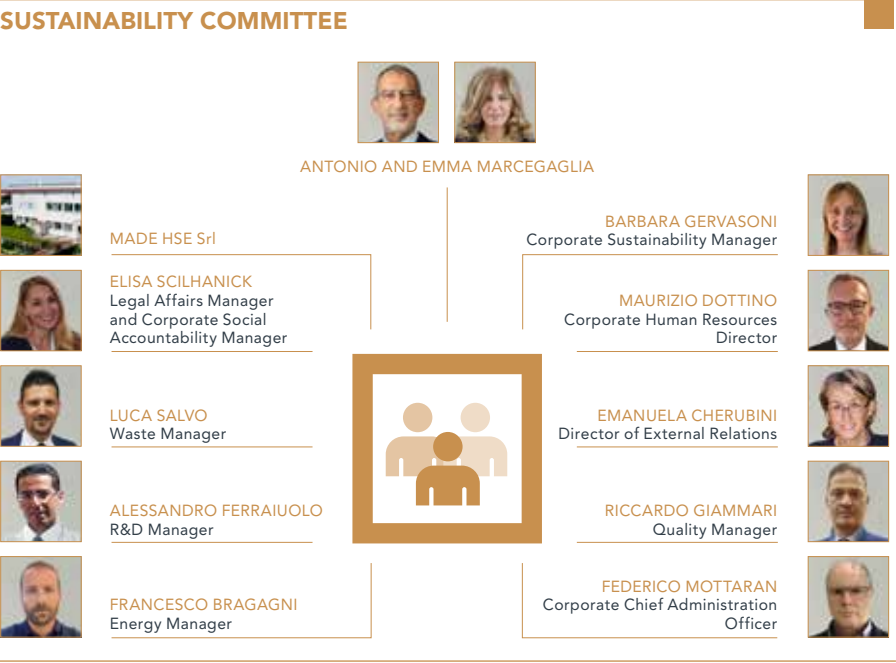 SUSTAINABILITY COMMITTEE
ANTONIO AND EMMA MARCEGAGLIA
MADE HSE Srl
ELISA SCILHANICK
Legal Affairs Manager
and Corporate Social
Accountability Manager
LUCA SALVO
Waste Manager
ALESSANDRO FERRAIUOLO
R&D Manager
FRANCESCO BRAGAGNI
Energy Manager
BARBARA GERVASONI
Corporate Sustainability Manager
MAURIZIO DOTTINO
Corporate Human Resources
Director
EMANUELA CHERUBINI
Director of External Relations
RICCARDO GIAMMARI
Quality Manager
FEDERICO MOTTARAN
Corporate Chief Administration
Officer